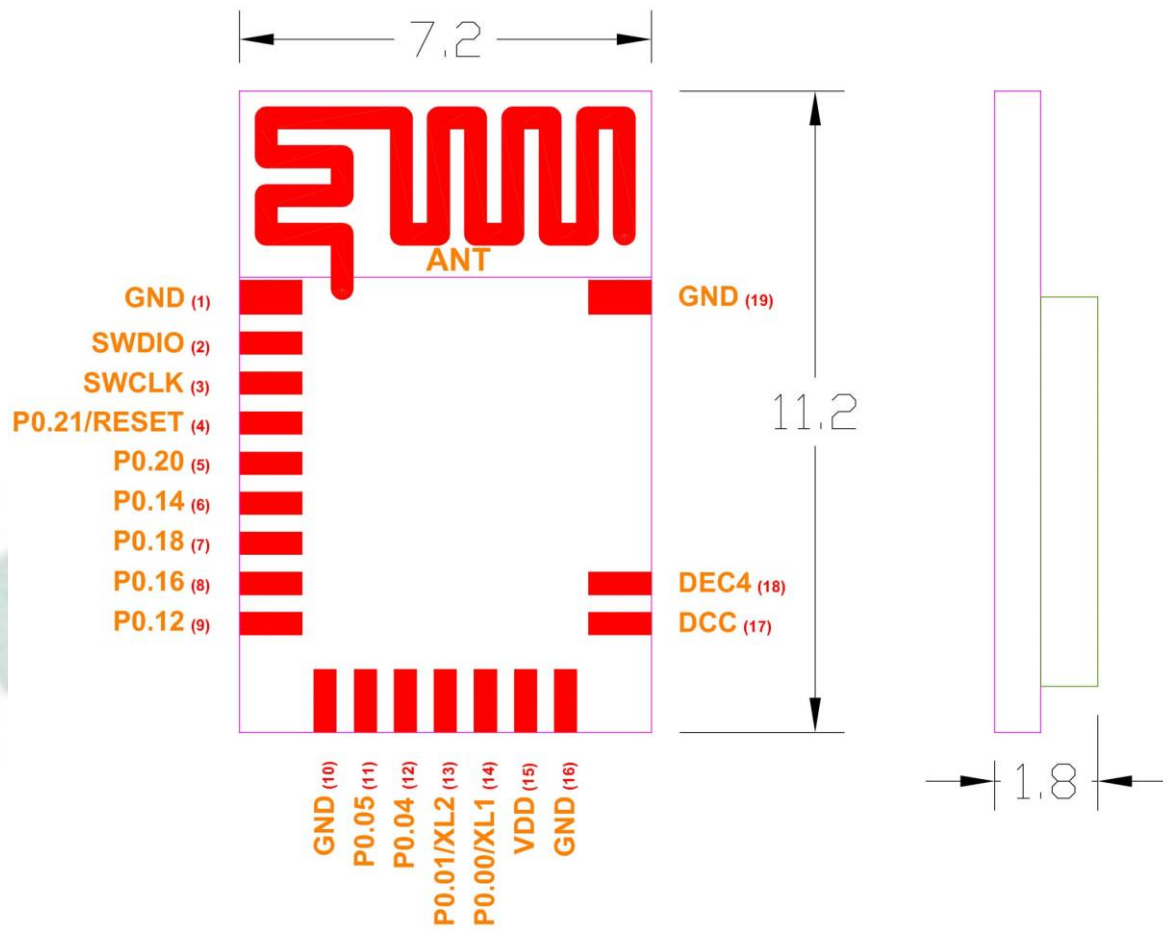 7.2
ANT
GND (1)
GND (19)
SWDIO (2)
SWCLK (3)
P0.21/RESET (4)
11.2
P0.20 (5)
P0.14 (6)
P0.18 (7)
P0.16 (8)
DEC4 (18)
P0.12 (9)
DCC (17)
GND (10)
P0.05 (11)
P0.04 (12)
P0.01/XL2 (13)
P0.00/XL1 (14)
VDD (15)
GND (16)
1.8